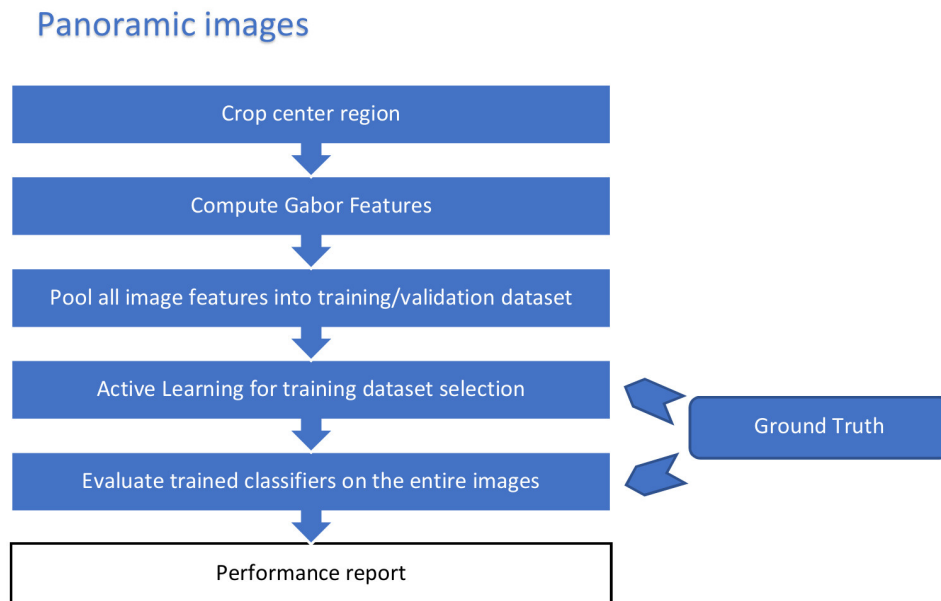 Panoramic images
Crop center region
Compute Gabor Features
Pool all image features into training/validation dataset
Active Learning for training dataset selection
Ground Truth
Evaluate trained classifiers on the entire images
Performance report